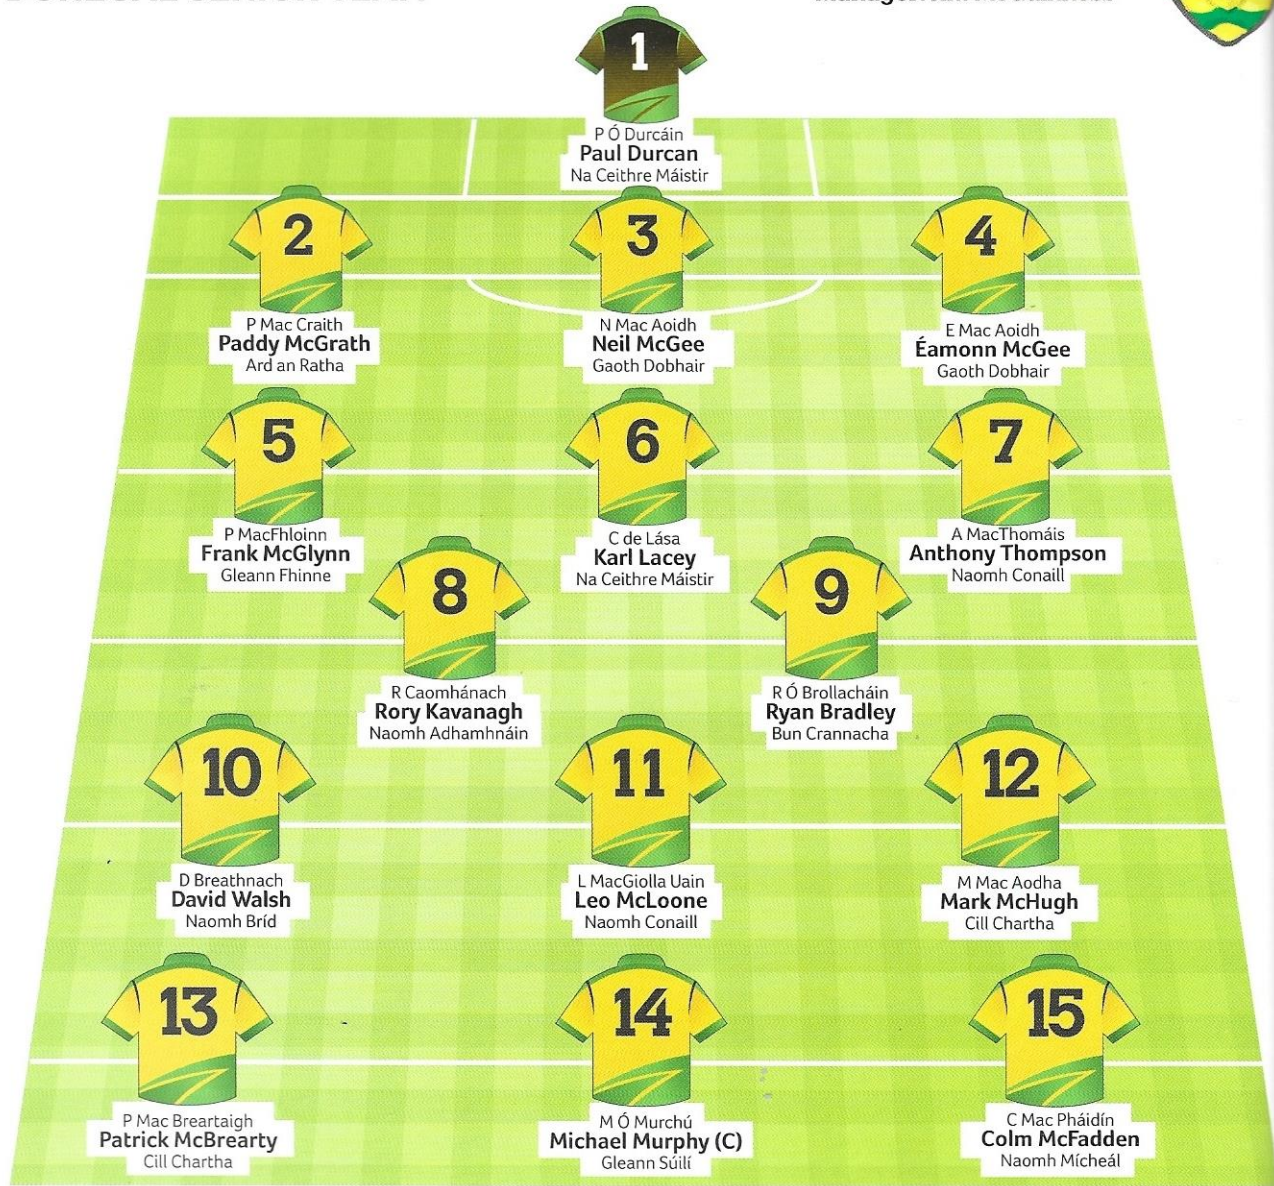 1
P Ó Durcáin
Paul Durcan
Na Ceithre Máistir
2
P Mac Craith
Paddy McGrath
Ard an Ratha
3
N Mac Aoidh
Neil McGee
Gaoth Dobhair
4
E Mac Aoidh
Éamonn McGee
Gaoth Dobhair
5
P MacFhloinn
Frank McGlynn
Gleann Fhinne
6
C de Lása
Karl Lacey
Na Ceithre Máistir
7
A MacThomáis
Anthony Thompson
Naomh Conaill
8
R Caomhánach
Rory Kavanagh
Naomh Adhamhnáin
9
R Ó Brollacháin
Ryan Bradley
Bun Crannacha
10
D Breathnach
David Walsh
Naomh Bríd
11
L MacGiolla Uain
Leo McLoone
Naomh Conaill
12
M Mac Aodha
Mark McHugh
Cill Chartha
13
P Mac Breartaigh
Patrick McBrearty
Cill Chartha
14
M Ó Murchú
Michael Murphy (C)
Gleann Súilí
15
C Mac Pháidín
Colm McFadden
Naomh Mícheál